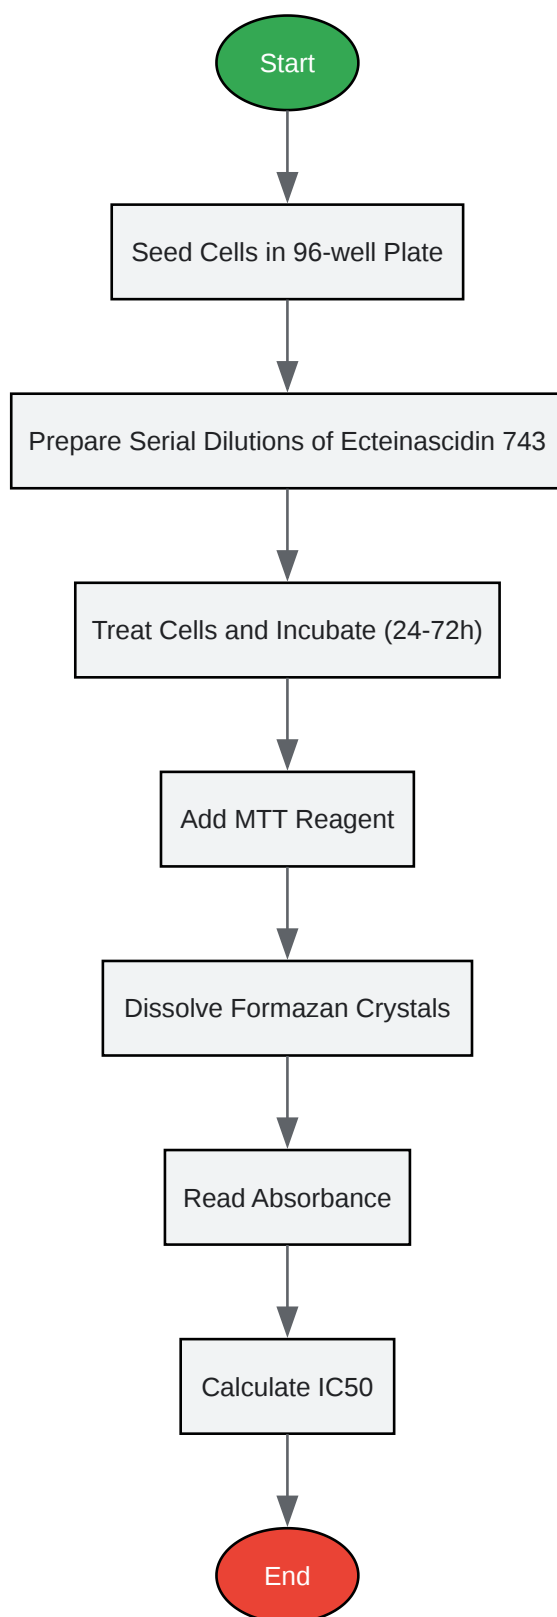 Start
Seed Cells in 96-well Plate
Prepare Serial Dilutions of Ecteinascidin 743
Treat Cells and Incubate (24-72h)
Add MTT Reagent
Dissolve Formazan Crystals
Read Absorbance
Calculate IC50
End